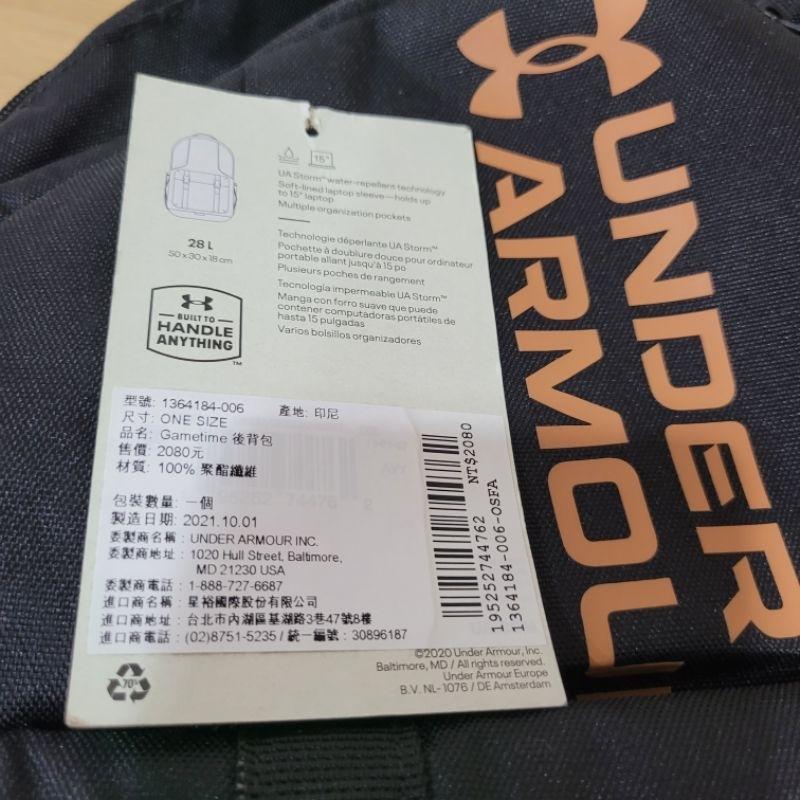 UNDER
ARMOU
15"
UA Storm™ water-repellent technology
Soft-lined laptop sleeve—holds up
to 15" laptop
Multiple organization pockets
28 L
50 x 30 x 18 cm
Technologie déperlante UA Storm™
Pochette à doublure douce pour ordinateur
portable allant jusqu'à 15 po
Plusieurs poches de rangement
Tecnología impermeable UA Storm™
Manga con forro suave que puede
contener computadoras portátiles de
hasta 15 pulgadas
Varios bolsillos organizadores
BUILT TO
HANDLE
ANYTHING™
型號: 1364184-006 產地: 印尼
尺寸: ONE SIZE
品名: Gametime 後背包
售價: 2080元
材質: 100% 聚酯纖維
包裝數量: 一個
製造日期: 2021.10.01
委製商名稱: UNDER ARMOUR INC.
委製商地址: 1020 Hull Street, Baltimore,
MD 21230 USA
委製商電話: 1-888-727-6687
進口商名稱: 星裕國際股份有限公司
進口商地址: 台北市內湖區基湖路3巷47號8樓
進口商電話: (02)8751-5235 / 統一編號: 30896187
NT$2080
195252744762
1364184-006-OSFA
©2020 Under Armour, Inc.
Baltimore, MD / All rights reserved.
Under Armour Europe
B.V. NL-1076 / DE Amsterdam
70%